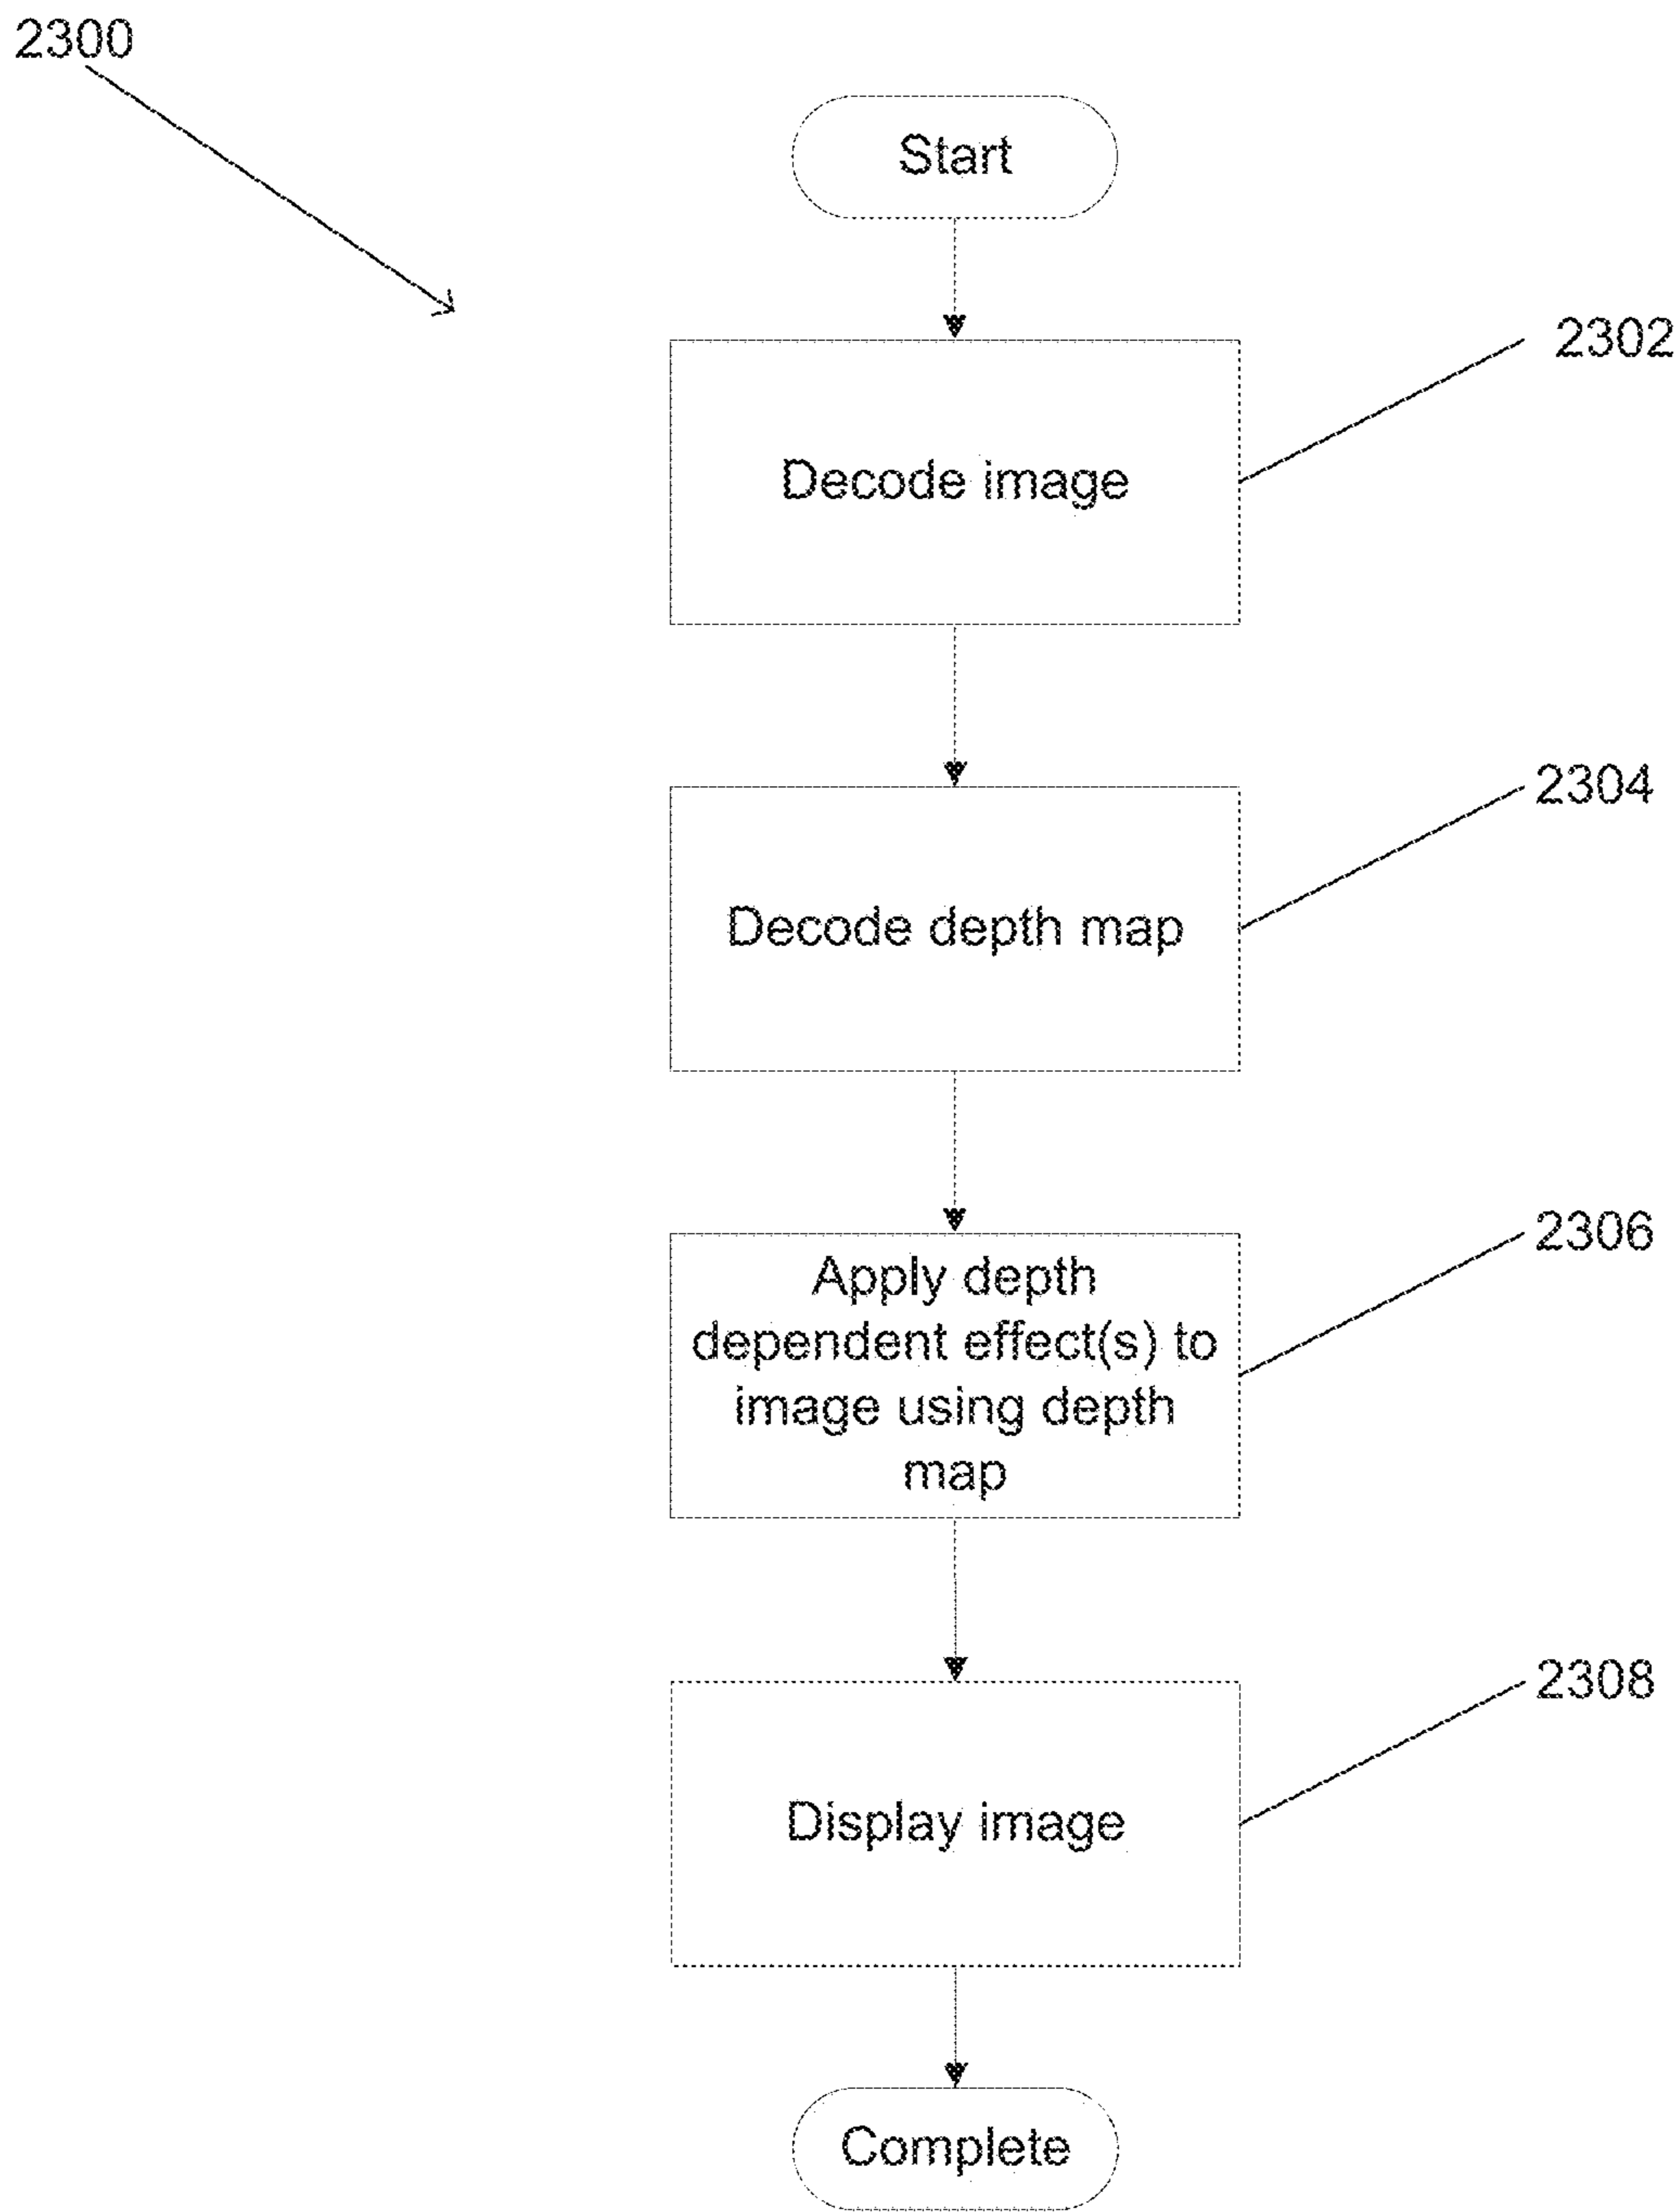 2300
Start
2302
Decode image
2304
Decode depth map
2306
Apply depth
dependent effect(s) to
image using depth
map
2308
Display image
Complete